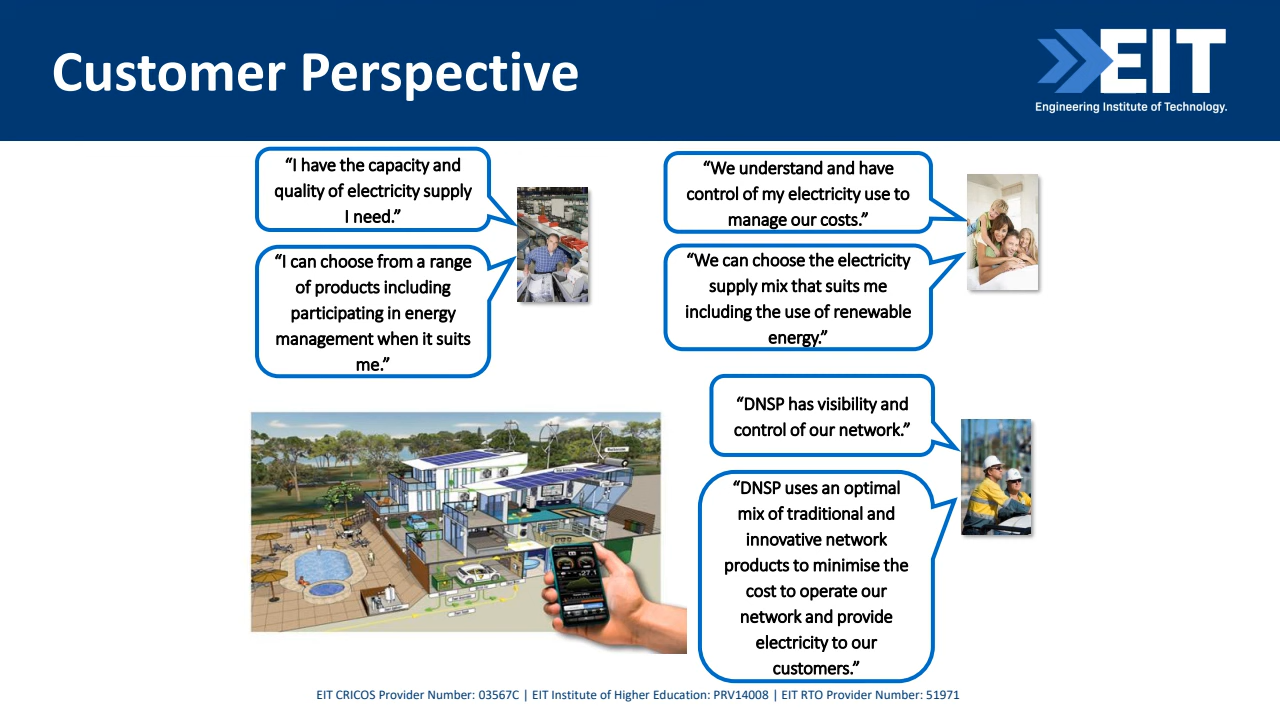 Customer Perspective
EIT
Engineering Institute of Technology.
“I have the capacity and
quality of electricity supply
I need.”
“I can choose from a range
of products including
participating in energy
management when it suits
me.”
“We understand and have
control of my electricity use to
manage our costs.”
“We can choose the electricity
supply mix that suits me
including the use of renewable
energy.”
“DNSP has visibility and
control of our network.”
“DNSP uses an optimal
mix of traditional and
innovative network
products to minimise the
cost to operate our
network and provide
electricity to our
customers.”
EIT CRICOS Provider Number: 03567C | EIT Institute of Higher Education: PRV14008 | EIT RTO Provider Number: 51971